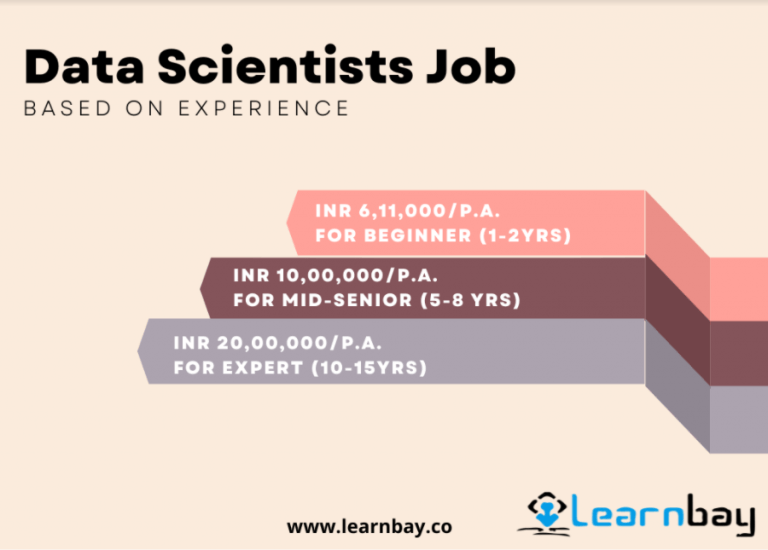 Data Scientists Job
BASED ON EXPERIENCE
INR 6,11,000/P.A.
FOR BEGINNER (1-2YRS)
INR 10,00,000/P.A.
FOR MID-SENIOR (5-8 YRS)
INR 20,00,000/P.A.
FOR EXPERT (10-15YRS)
www.learnbay.co
Learnbay